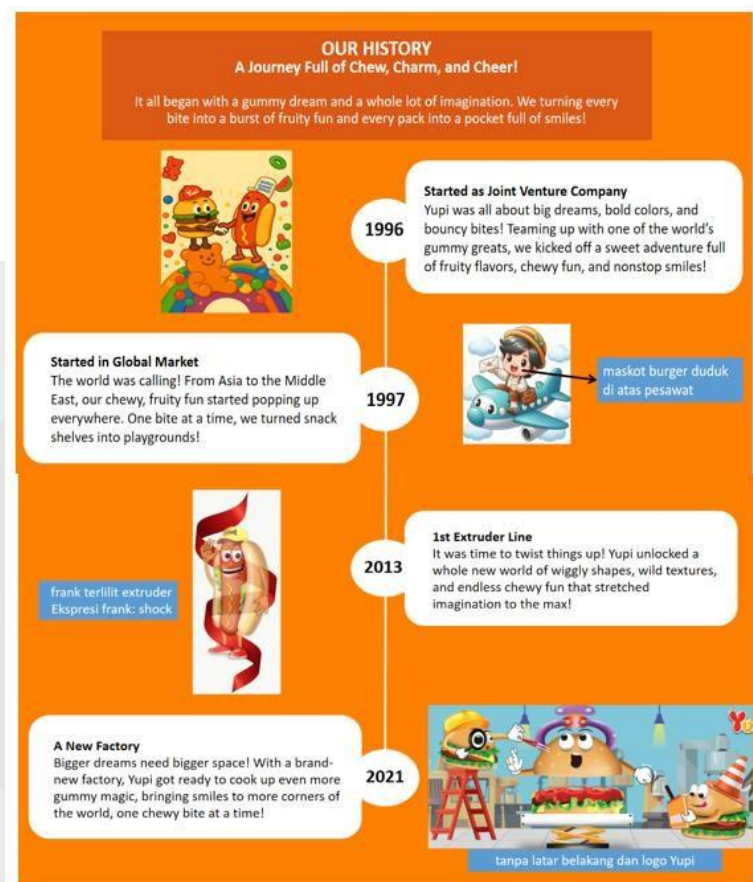 OUR HISTORY
A Journey Full of Chew, Charm, and Cheer!
It all began with a gummy dream and a whole lot of imagination. We turning every
bite into a burst of fruity fun and every pack into a pocket full of smiles!
1996
Started as Joint Venture Company
Yupi was all about big dreams, bold colors, and
bouncy bites! Teaming up with one of the world's
gummy greats, we kicked off a sweet adventure full
of fruity flavors, chewy fun, and nonstop smiles!
Started in Global Market
The world was calling! From Asia to the Middle
East, our chewy, fruity fun started popping up
everywhere. One bite at a time, we turned snack
shelves into playgrounds!
1997
maskot burger duduk
di atas pesawat
frank terlilit extruder
Ekspresi frank: shock
2013
1st Extruder Line
It was time to twist things up! Yupi unlocked a
whole new world of wiggly shapes, wild textures,
and endless chewy fun that stretched
imagination to the max!
A New Factory
Bigger dreams need bigger space! With a brand-
new factory, Yupi got ready to cook up even more
gummy magic, bringing smiles to more corners of
the world, one chewy bite at a time!
2021
tanpa latar belakang dan logo Yupi